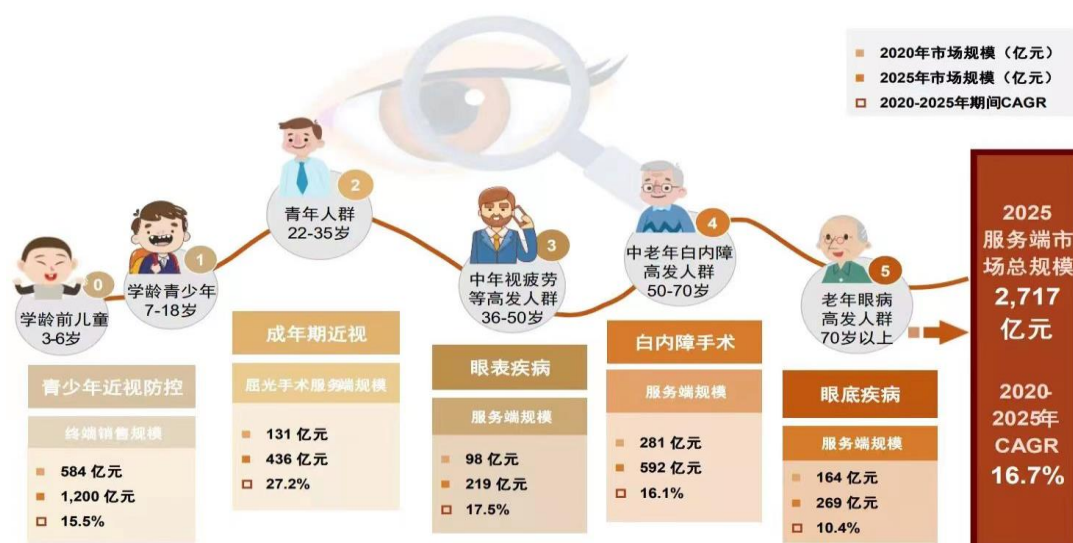 2020年市场规模（亿元）
2025年市场规模（亿元）
2020-2025年期间CAGR
0
学龄前儿童
3-6岁
1
学龄青少年
7-18岁
2
青年人群
22-35岁
3
中年视疲劳
等高发人群
36-50岁
4
中老年白内障
高发人群
50-70岁
5
老年眼病
高发人群
70岁以上
青少年近视防控
终端销售规模
584 亿元
1,200 亿元
15.5%
成年期近视
屈光手术服务端规模
131 亿元
436 亿元
27.2%
眼表疾病
服务端规模
98 亿元
219 亿元
17.5%
白内障手术
服务端规模
281 亿元
592 亿元
16.1%
眼底疾病
服务端规模
164 亿元
269 亿元
10.4%
2025
服务端市
场总规模
2,717
亿元
2020-
2025年
CAGR
16.7%